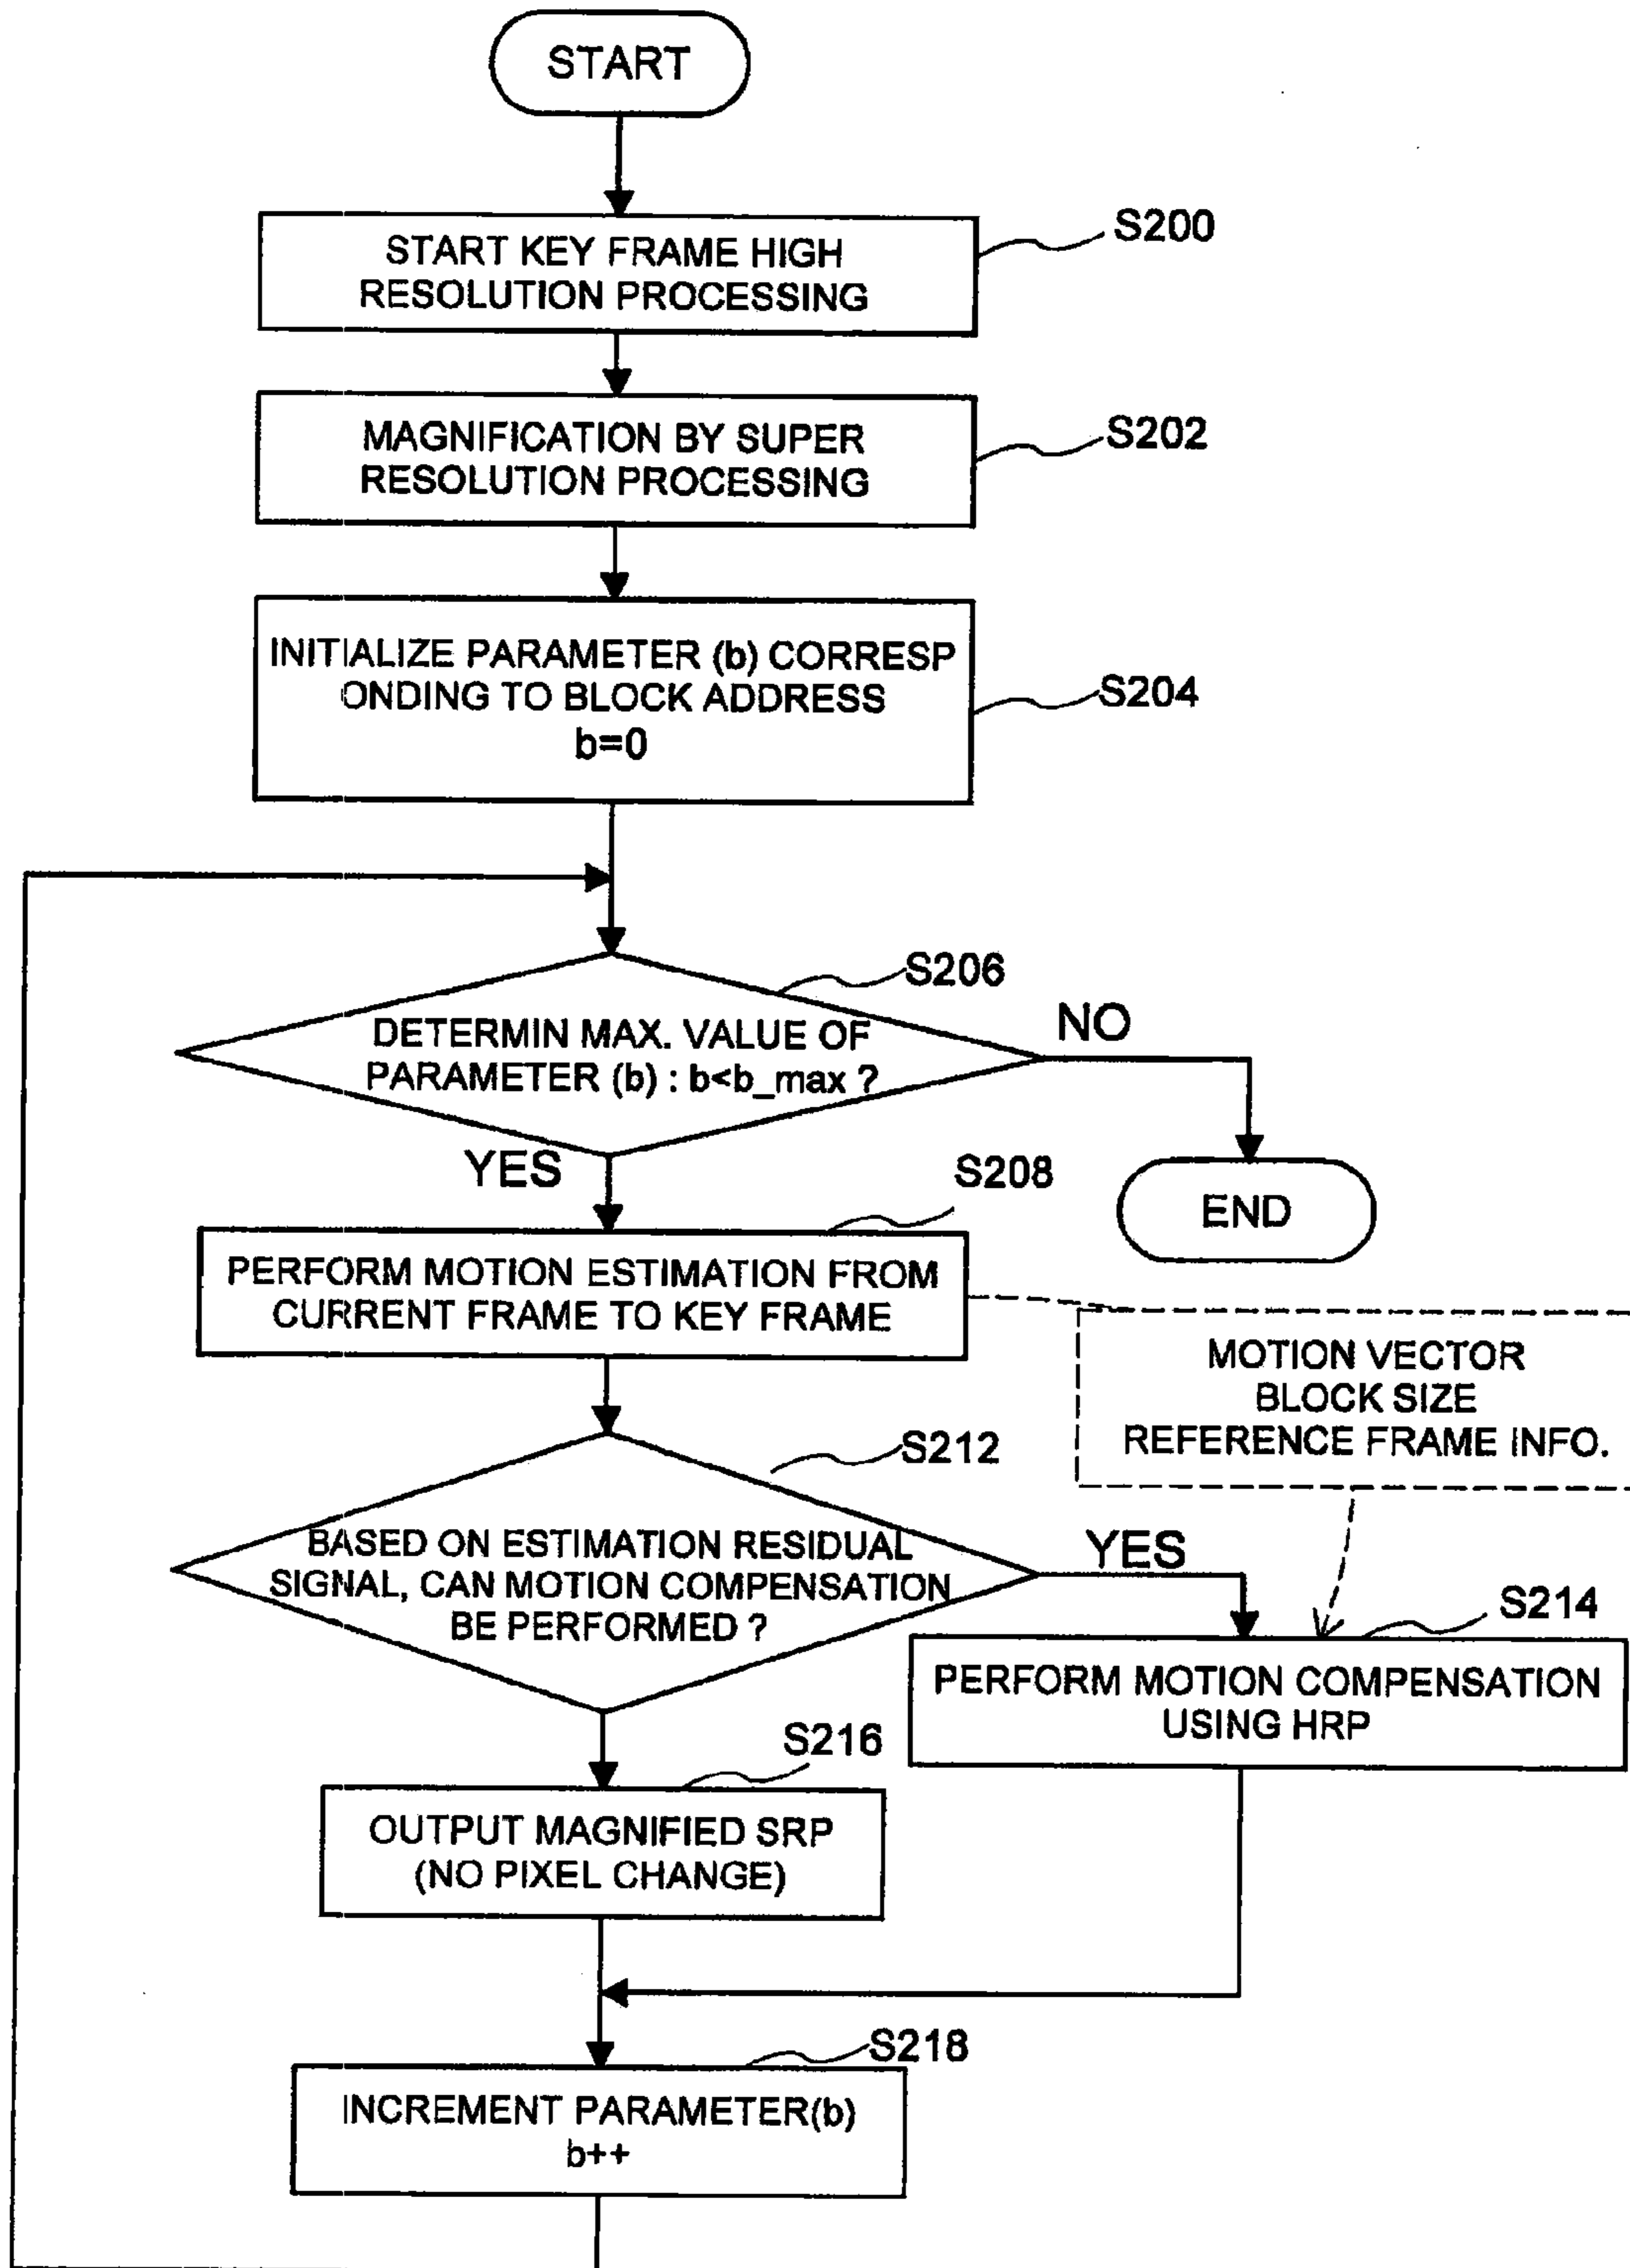 START
START KEY FRAME HIGH
RESOLUTION PROCESSING
S200
MAGNIFICATION BY SUPER
RESOLUTION PROCESSING
S202
INITIALIZE PARAMETER (b) CORRESP
ONDING TO BLOCK ADDRESS
b=0
S204
S206
DETERMIN MAX. VALUE OF
PARAMETER (b) : b<b_max ?
NO
YES
END
S208
PERFORM MOTION ESTIMATION FROM
CURRENT FRAME TO KEY FRAME
MOTION VECTOR
BLOCK SIZE
REFERENCE FRAME INFO.
S212
BASED ON ESTIMATION RESIDUAL
SIGNAL, CAN MOTION COMPENSATION
BE PERFORMED ?
YES
S214
PERFORM MOTION COMPENSATION
USING HRP
S216
OUTPUT MAGNIFIED SRP
(NO PIXEL CHANGE)
S218
INCREMENT PARAMETER(b)
b++